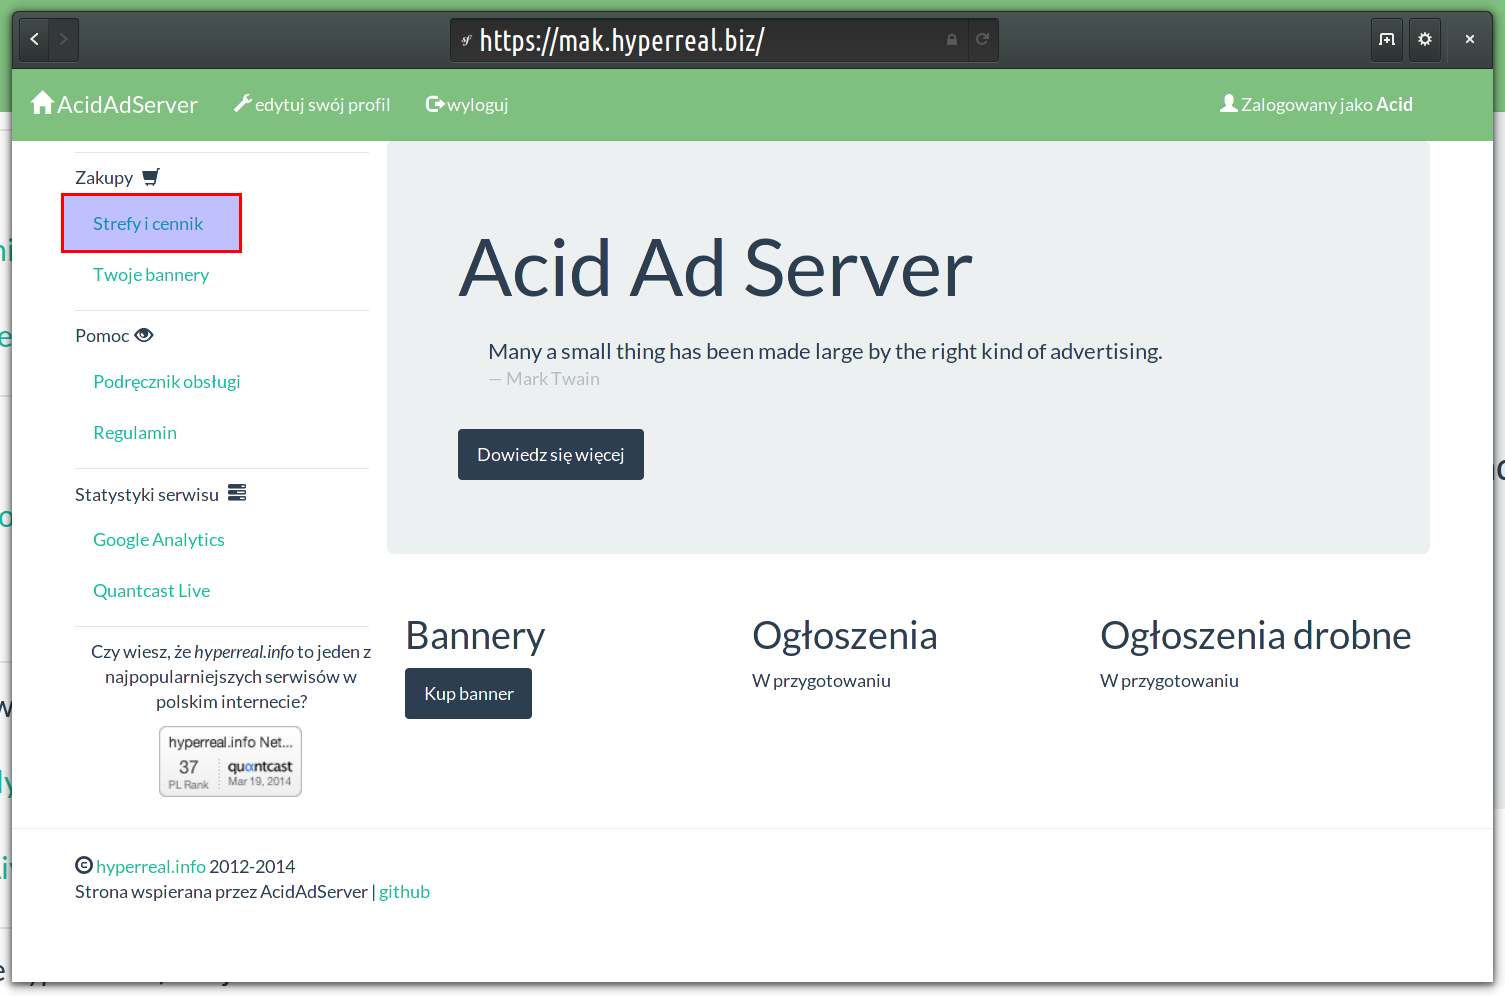 https://mak.hyperreal.biz/
AcidAdServer
edytuj swój profil
wyloguj
Zalogowany jako Acid
Zakupy
Strefy i cennik
Twoje bannery
Pomoc
Podręcznik obsługi
Regulamin
Statystyki serwisu
Google Analytics
Quantcast Live
Czy wiesz, że hyperreal.info to jeden z
najpopularniejszych serwisów w
polskim internecie?
hyperreal.info Net...
37
PL Rank
quantcast
Mar 19, 2014
Acid Ad Server
Many a small thing has been made large by the right kind of advertising.
— Mark Twain
Dowiedz się więcej
Bannery
Kup banner
Ogłoszenia
W przygotowaniu
Ogłoszenia drobne
W przygotowaniu
© hyperreal.info 2012-2014
Strona wspierana przez AcidAdServer | github